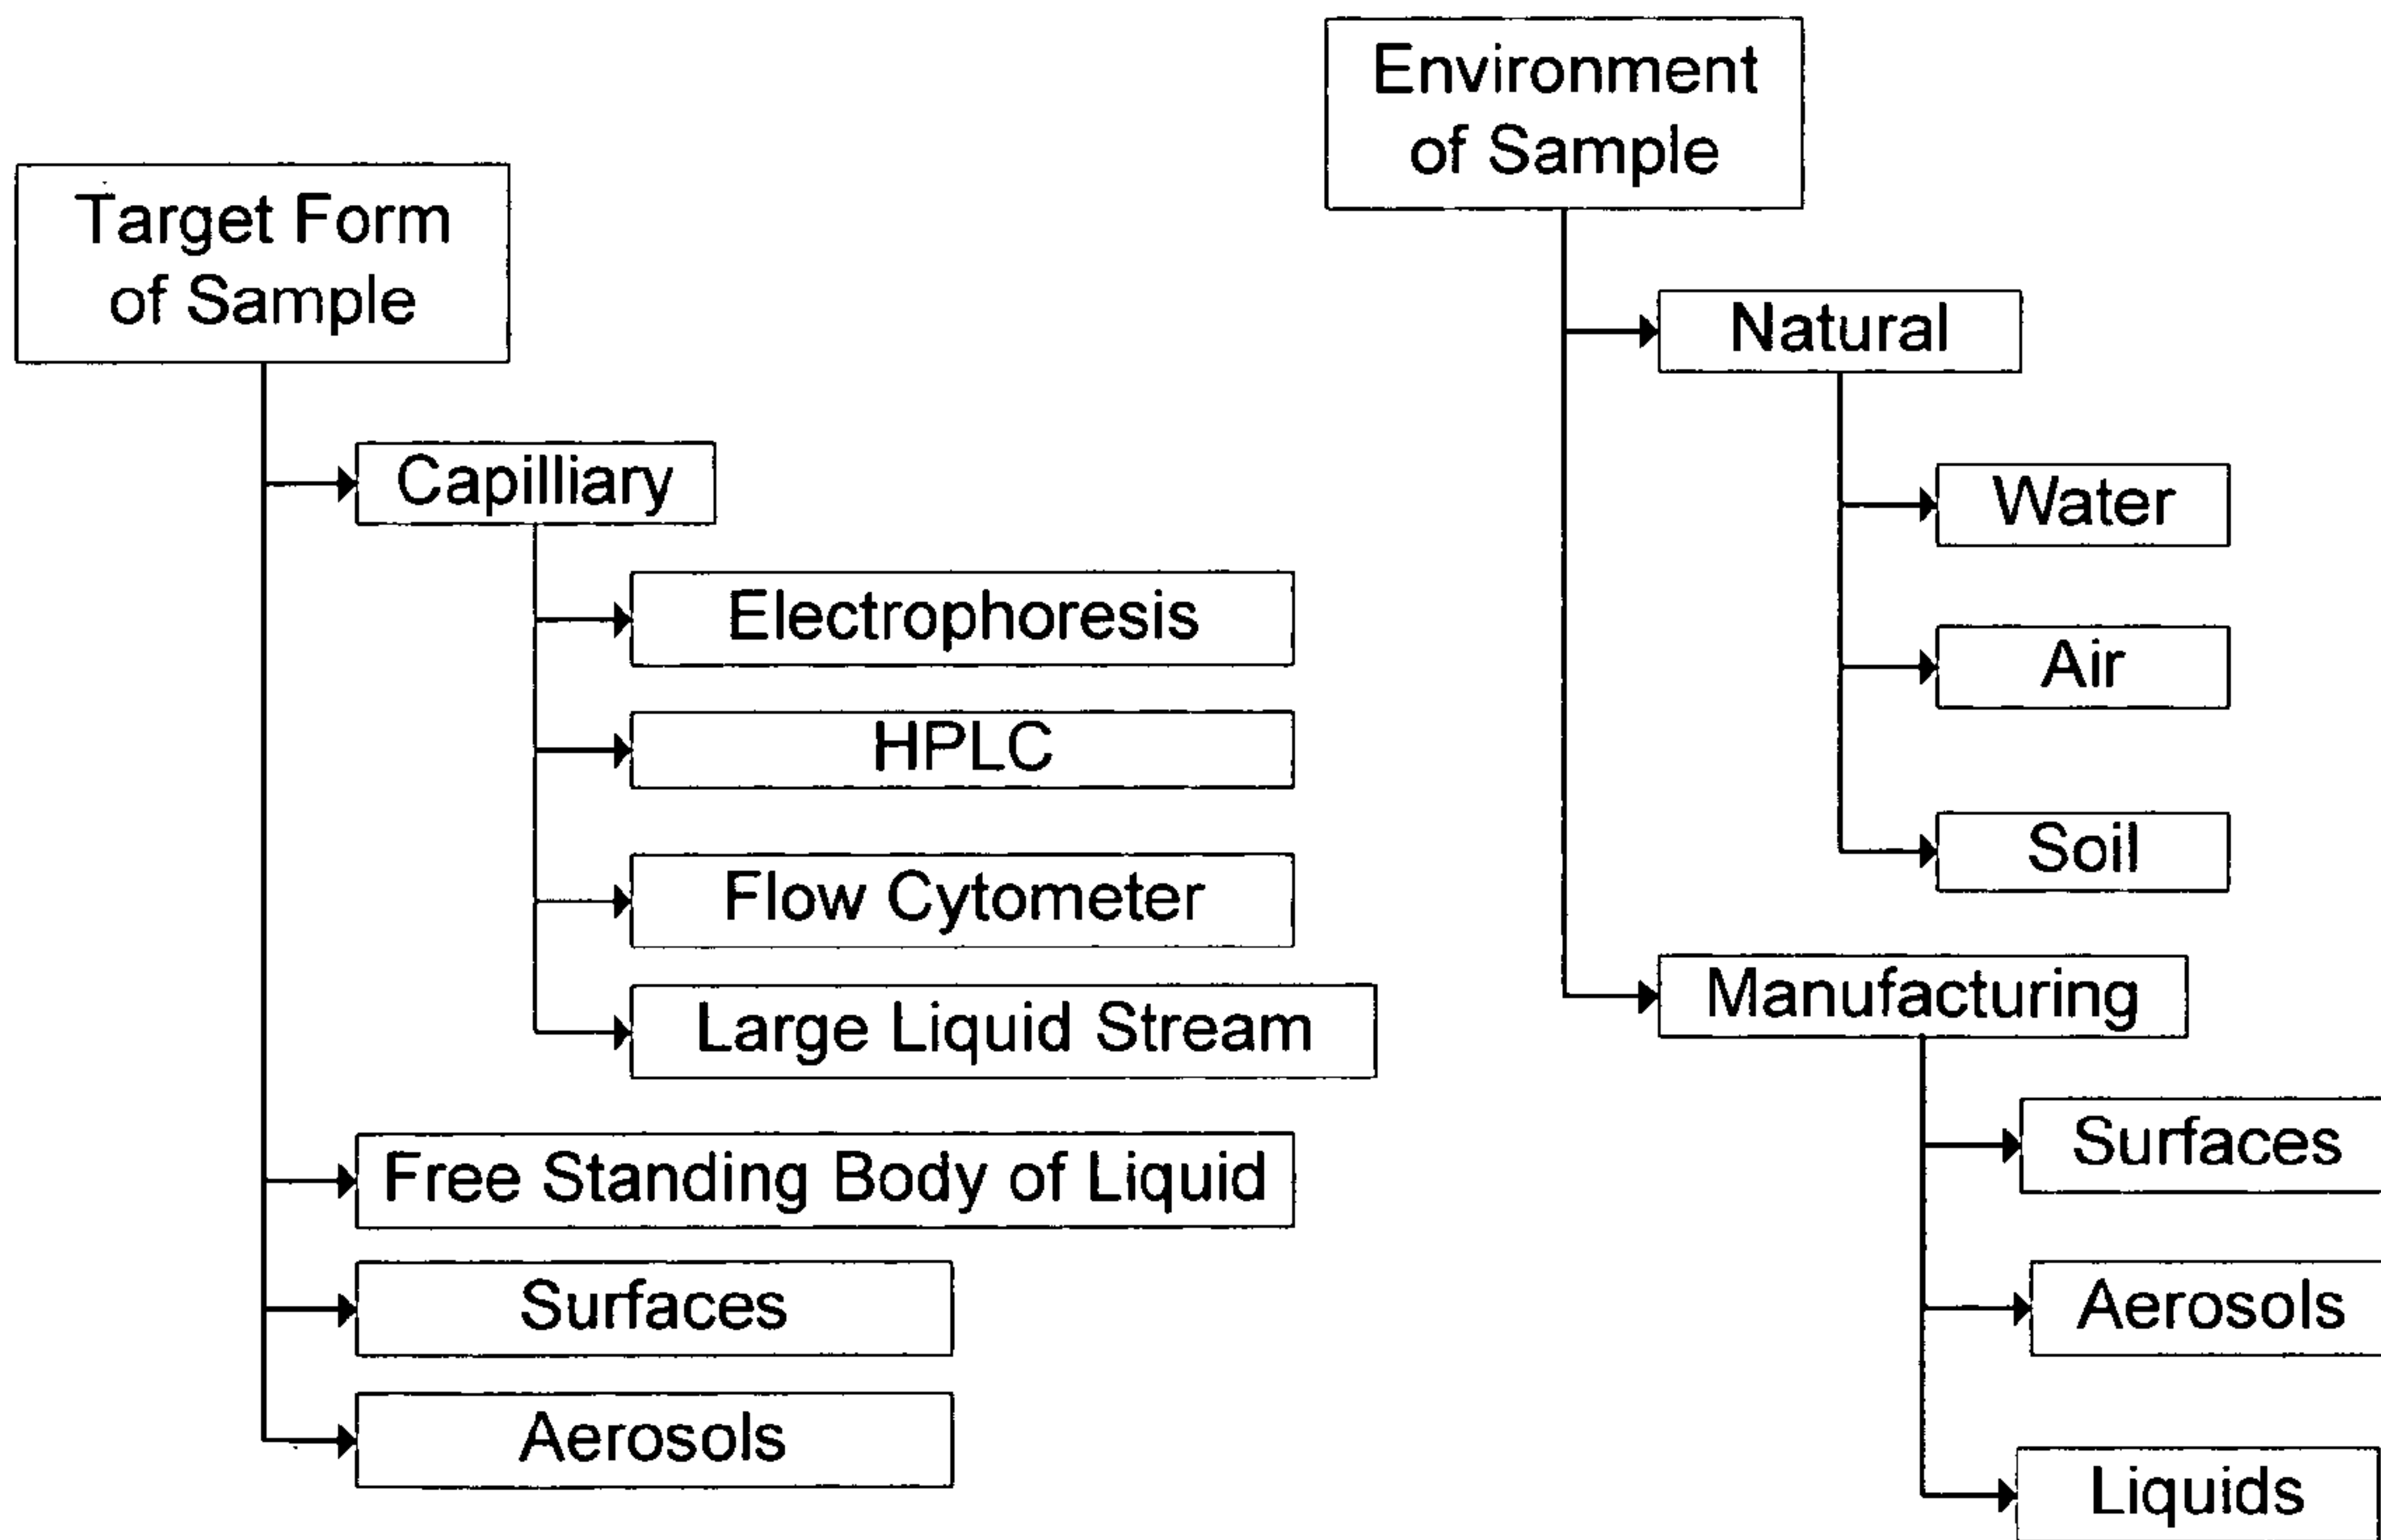 Target Form
of Sample
Capilliary
Electrophoresis
HPLC
Flow Cytometer
Large Liquid Stream
Free Standing Body of Liquid
Surfaces
Aerosols
Environment
of Sample
Natural
Water
Air
Soil
Manufacturing
Surfaces
Aerosols
Liquids